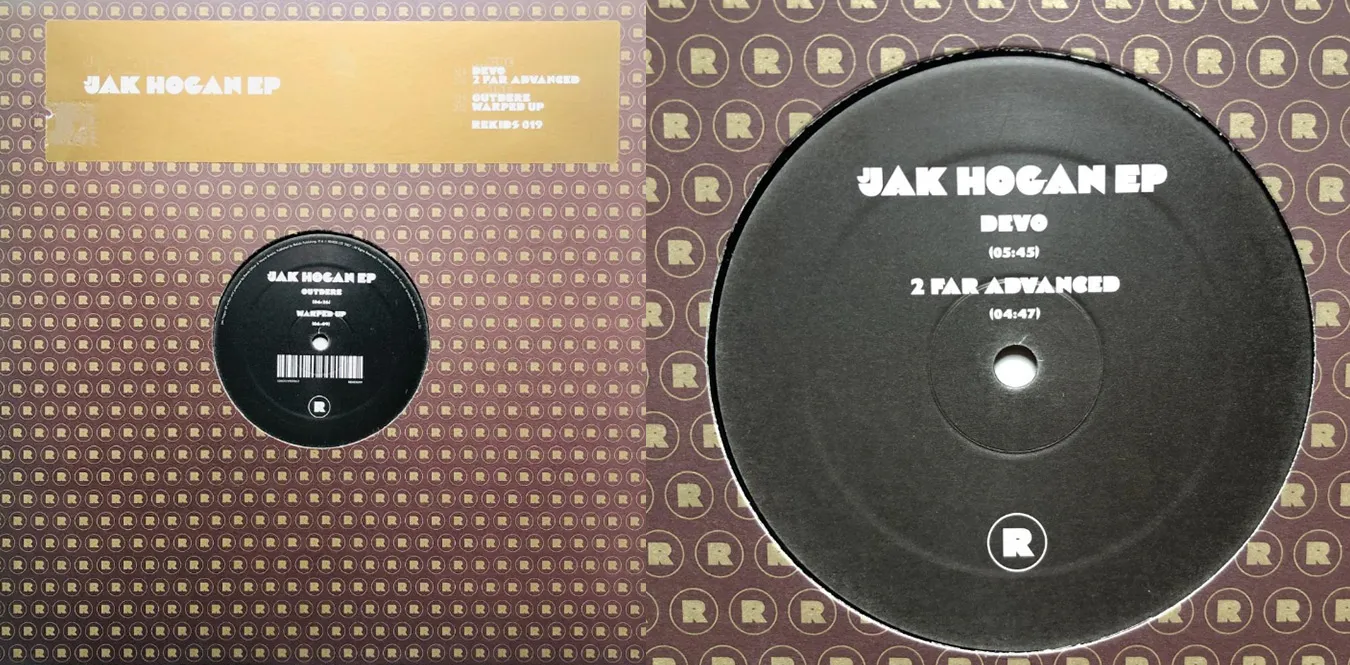 JAK HOGAN EP
DEVO
2 FAR ADVANCED
OUTDERE
WARPED UP
REKIDS 019
JAK HOGAN EP
OUTDERE
WARPED UP
R
JAK HOGAN EP
DEVO
(05:45)
2 FAR ADVANCED
(04:47)
R